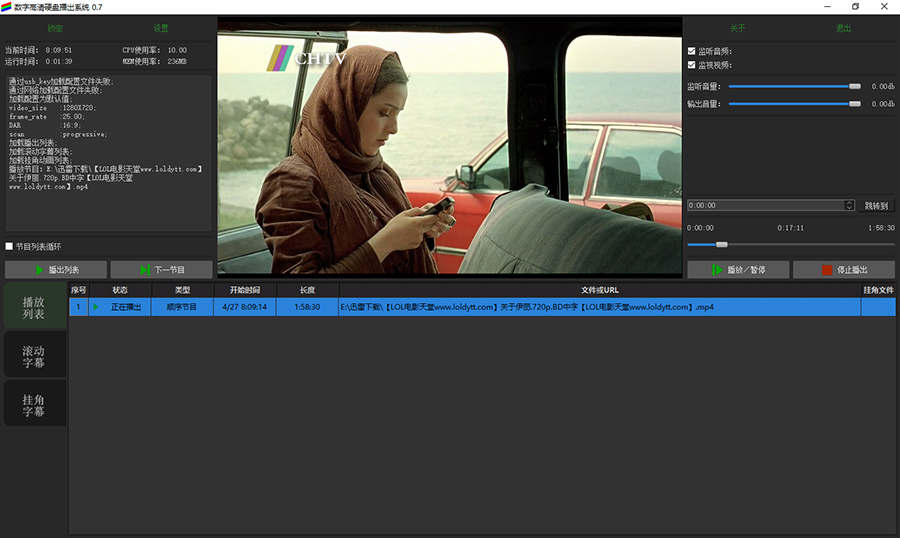 数字高清硬盘播出系统 0.7
锁定 设置
当前时间: 8:09:51 CPU使用率: 10.00
运行时间: 0:01:39 MEM使用率: 236MB
通过usb_key加载配置文件失败;
通过网络加载配置文件失败;
加载配置为默认值;
video_size :1280X720;
frame_rate :25.00;
DAR :16:9;
scan :progressive;
加载播出列表;
加载滚动字幕列表;
加载挂角动画列表;
播放节目: E:\迅雷下载\【LOL电影天堂www.loldytt.com】
关于伊丽.720p.BD中字【LOL电影天堂
www.loldytt.com】.mp4
节目列表循环
播出列表 下一节目
CHTV
关于 退出
监听音频:
监视视频:
监听音量: 0.00dB
输出音量: 0.00dB
0:00:00 跳转到
0:00:00 0:17:11 1:58:30
播放/暂停 停止播出
播放
列表
滚动
字幕
挂角
字幕
序号 状态 类型 开始时间 长度 文件或URL 挂角文件
1 正在播出 顺序节目 4/27 8:09:14 1:58:30 E:\迅雷下载\【LOL电影天堂www.loldytt.com】关于伊丽.720p.BD中字【LOL电影天堂www.loldytt.com】.mp4